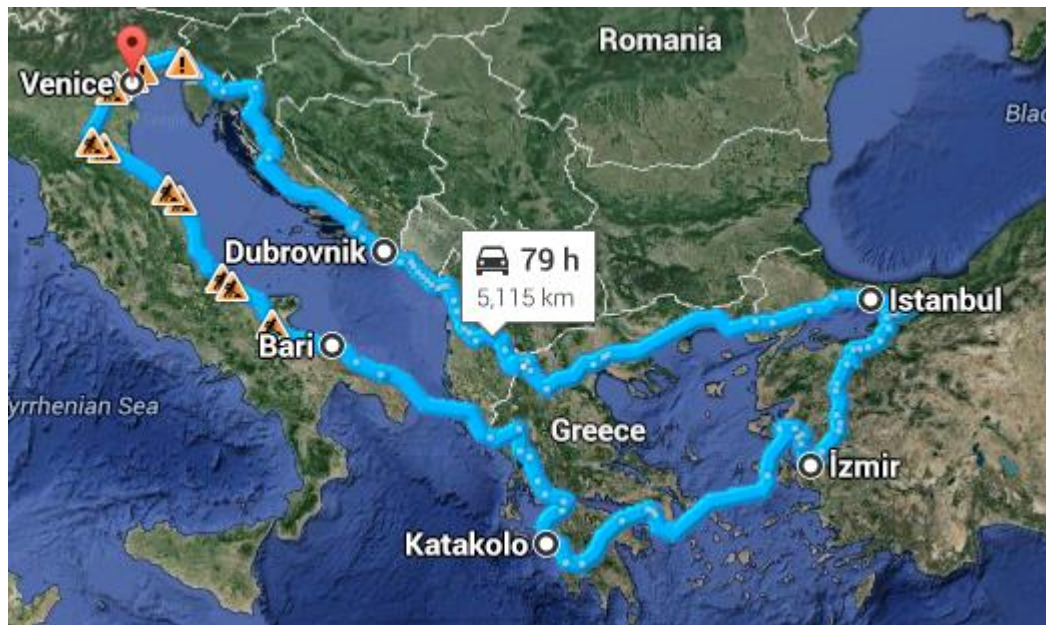 Romania
Venice
Blac
Dubrovnik
79 h
5,115 km
Istanbul
Bari
yrrhenian Sea
Greece
İzmir
Katakolo